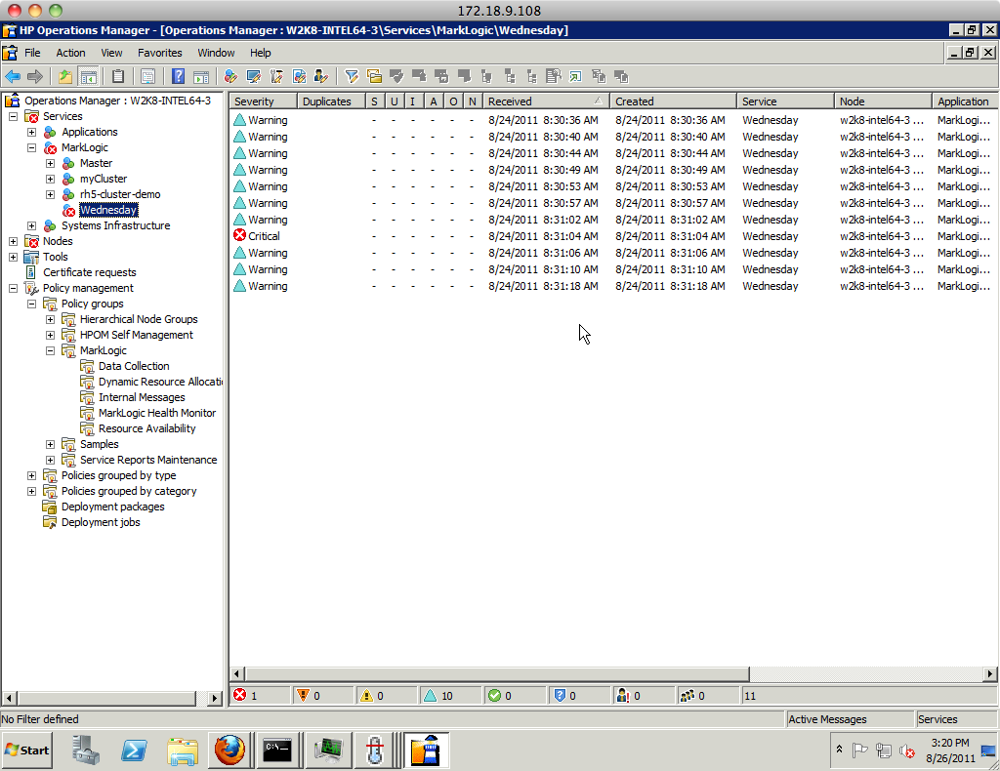 172.18.9.108
HP Operations Manager - [Operations Manager : W2K8-INTEL64-3\Services\MarkLogic\Wednesday]
File Action View Favorites Window Help
Operations Manager : W2K8-INTEL64-3
Services
Applications
MarkLogic
Master
myCluster
rh5-cluster-demo
Wednesday
Systems Infrastructure
Nodes
Tools
Certificate requests
Policy management
Policy groups
Hierarchical Node Groups
HPOM Self Management
MarkLogic
Data Collection
Dynamic Resource Allocati
Internal Messages
MarkLogic Health Monitor
Resource Availability
Samples
Service Reports Maintenance
Policies grouped by type
Policies grouped by category
Deployment packages
Deployment jobs
Severity Duplicates S U I A O N Received Created Service Node Application
Warning - - - - - - 8/24/2011 8:30:36 AM 8/24/2011 8:30:36 AM Wednesday w2k8-intel64-3 ... MarkLogi...
Warning - - - - - - 8/24/2011 8:30:40 AM 8/24/2011 8:30:40 AM Wednesday w2k8-intel64-3 ... MarkLogi...
Warning - - - - - - 8/24/2011 8:30:44 AM 8/24/2011 8:30:44 AM Wednesday w2k8-intel64-3 ... MarkLogi...
Warning - - - - - - 8/24/2011 8:30:49 AM 8/24/2011 8:30:49 AM Wednesday w2k8-intel64-3 ... MarkLogi...
Warning - - - - - - 8/24/2011 8:30:53 AM 8/24/2011 8:30:53 AM Wednesday w2k8-intel64-3 ... MarkLogi...
Warning - - - - - - 8/24/2011 8:30:57 AM 8/24/2011 8:30:57 AM Wednesday w2k8-intel64-3 ... MarkLogi...
Warning - - - - - - 8/24/2011 8:31:02 AM 8/24/2011 8:31:02 AM Wednesday w2k8-intel64-3 ... MarkLogi...
Critical - - - - - - 8/24/2011 8:31:04 AM 8/24/2011 8:31:04 AM Wednesday w2k8-intel64-3 ... MarkLogi...
Warning - - - - - - 8/24/2011 8:31:06 AM 8/24/2011 8:31:06 AM Wednesday w2k8-intel64-3 ... MarkLogi...
Warning - - - - - - 8/24/2011 8:31:10 AM 8/24/2011 8:31:10 AM Wednesday w2k8-intel64-3 ... MarkLogi...
Warning - - - - - - 8/24/2011 8:31:18 AM 8/24/2011 8:31:18 AM Wednesday w2k8-intel64-3 ... MarkLogi...
1 0 0 10 0 0 0 0 11
No Filter defined Active Messages Services
Start C:\_ 3:20 PM
8/26/2011